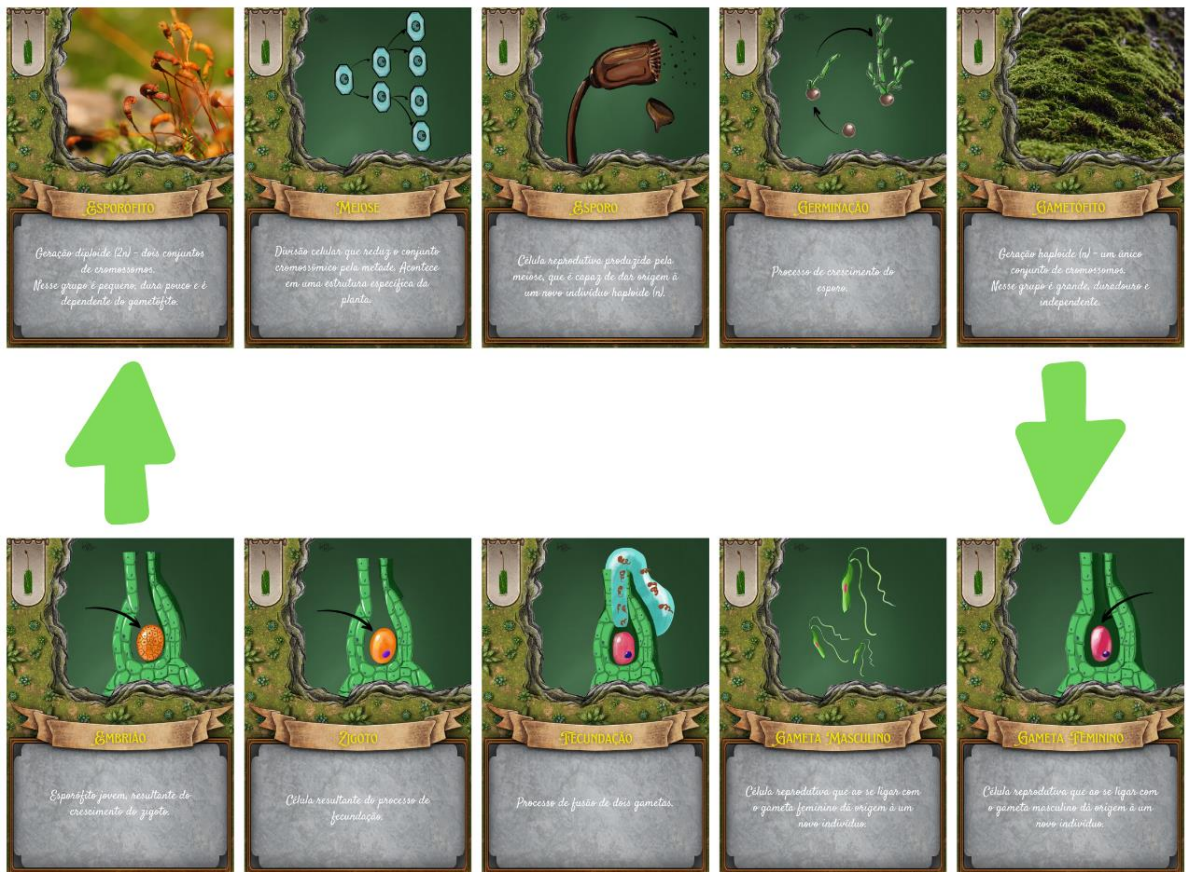 Esporófito
Geração diploide (2n) - dois conjuntos
de cromossomos.
Nesse grupo é pequeno, dura pouco e é
dependente do gametófito.
Meiose
Divisão celular que reduz o conjunto
cromossômico pela metade. Acontece
em uma estrutura específica da
planta.
Esporo
Célula reprodutiva produzida pela
meiose, que é capaz de dar origem à
um novo indivíduo haploide (n).
Germinação
Processo de crescimento do
esporo.
Gametófito
Geração haploide (n) - um único
conjunto de cromossomos.
Nesse grupo é grande, duradouro e
independente.
Embrião
Esporófito jovem, resultante do
crescimento do zigoto.
Zigoto
Célula resultante do processo de
fecundação.
Fecundação
Processo de fusão de dois gametas.
Gameta Masculino
Célula reprodutiva que ao se ligar com
o gameta feminino dá origem à um
novo indivíduo.
Gameta Feminino
Célula reprodutiva que ao se ligar com
o gameta masculino dá origem à um
novo indivíduo.